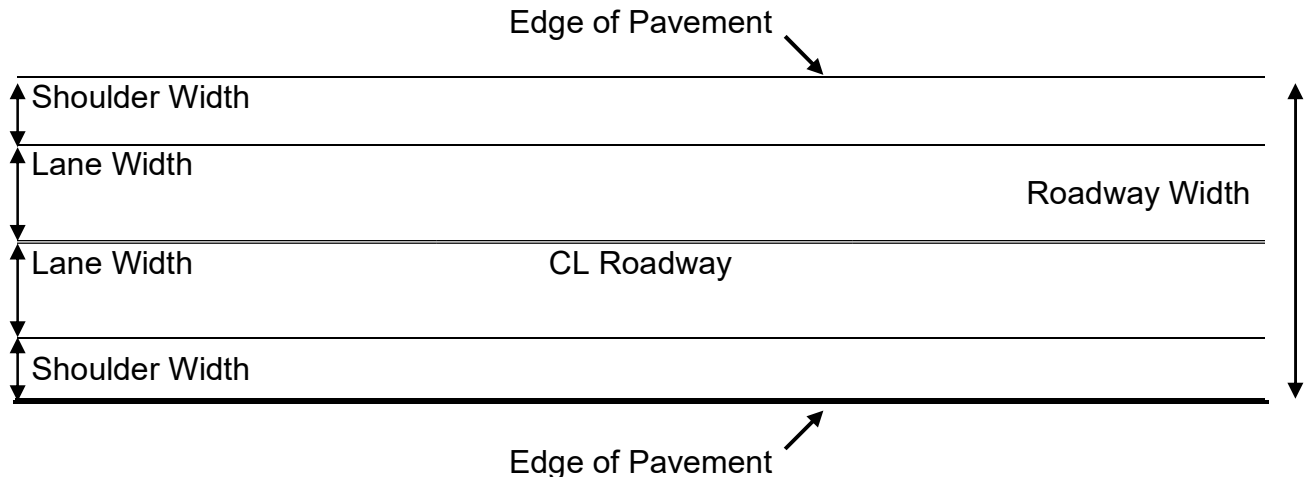 Edge of Pavement
Shoulder Width
Lane Width
Roadway Width
Lane Width
CL Roadway
Shoulder Width
Edge of Pavement